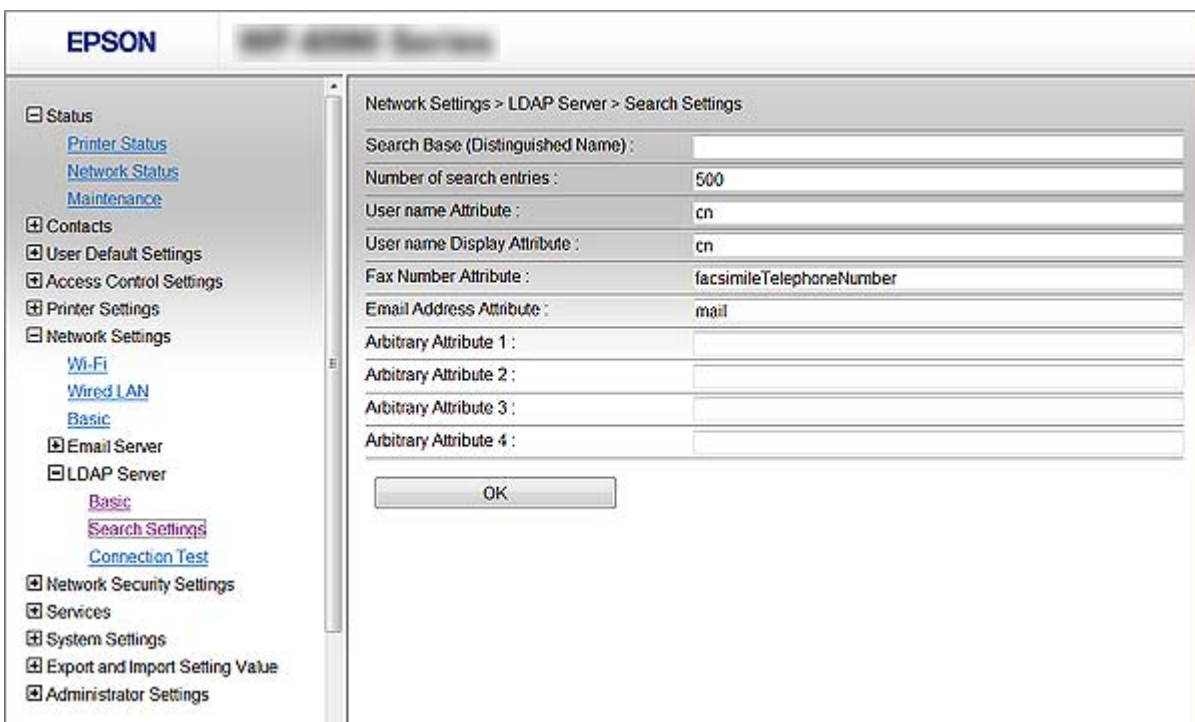 EPSON
Status
Printer Status
Network Status
Maintenance
Contacts
User Default Settings
Access Control Settings
Printer Settings
Network Settings
Wi-Fi
Wired LAN
Basic
Email Server
LDAP Server
Basic
Search Settings
Connection Test
Network Security Settings
Services
System Settings
Export and Import Setting Value
Administrator Settings
Network Settings > LDAP Server > Search Settings
Search Base (Distinguished Name) :
Number of search entries : 500
User name Attribute : cn
User name Display Attribute : cn
Fax Number Attribute : facsimileTelephoneNumber
Email Address Attribute : mail
Arbitrary Attribute 1 :
Arbitrary Attribute 2 :
Arbitrary Attribute 3 :
Arbitrary Attribute 4 :
OK